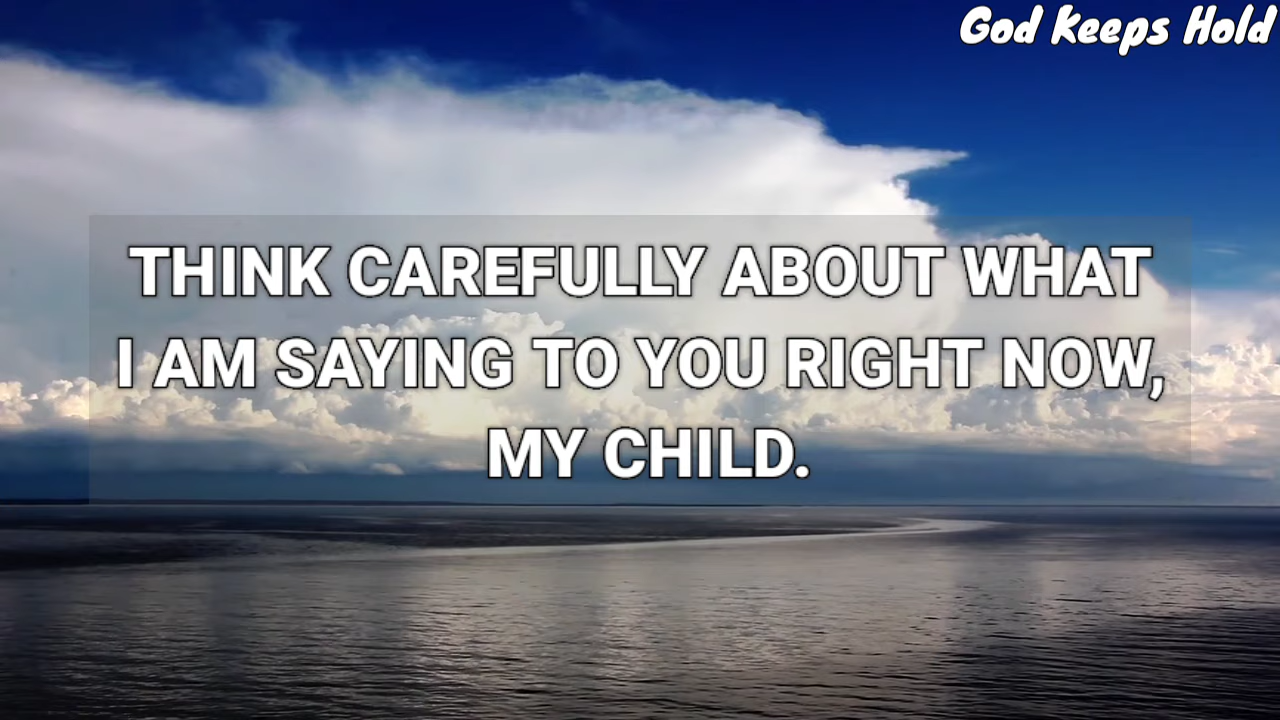 God Keeps Hold
THINK CAREFULLY ABOUT WHAT
I AM SAYING TO YOU RIGHT NOW,
MY CHILD.